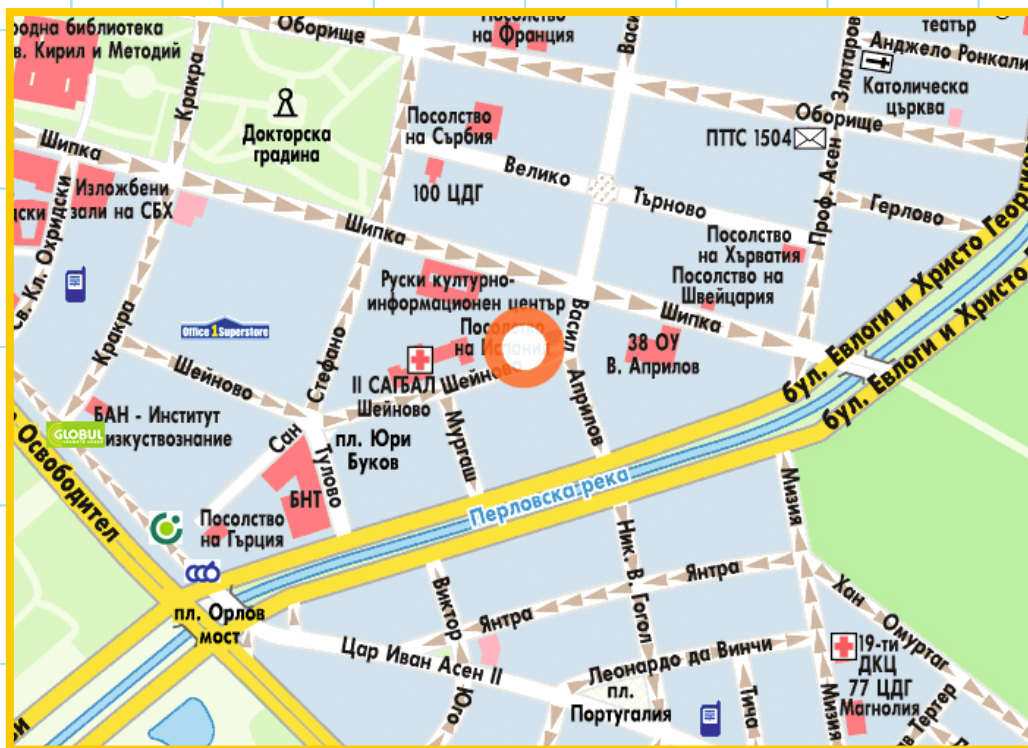 родна библиотека
в. Кирил и Методий
Оборище
Посолство
на Франция
Васи
театър
Анджело Ронкали
Златаров
Католическа
църква
Кракра
Докторска
градина
Посолство
на Сърбия
ПТТС 1504
Оборище
Шипка
Изложбени
зали на СБХ
дски
100 ЦДГ
Велико
Търново
Проф. Асен
Герлово
Св. Кл. Охридски
Шипка
Посолство
на Хърватия
Посолство на
Швейцария
Руски културно-
информационен център
Посолство
на Испания
Васил
Шипка
38 ОУ
В. Априлов
бул. Евлоги и Христо Георгиев
бул. Евлоги и Христо Г
Кракра
Office 1 Superstore
Стефано
Шейново
II САГБАЛ
Шейново
Шейново
Априлов
БАН - Институт
изкуствознание
GLOBUL
Освободител
Сан
Тулово
пл. Юри
Буков
Мургаш
БНТ
Посолство
на Гърция
Перловска река
Мизия
Ник. В. Гогол
Янтра
Хан
Омуртаг
пл. Орлов
мост
Виктор
Юго
Янтра
Цар Иван Асен II
Леонардо да Винчи
пл.
Португалия
Тича
Мизия
19-ти
ДКЦ
77 ЦДГ
Магнолия
в Тертер